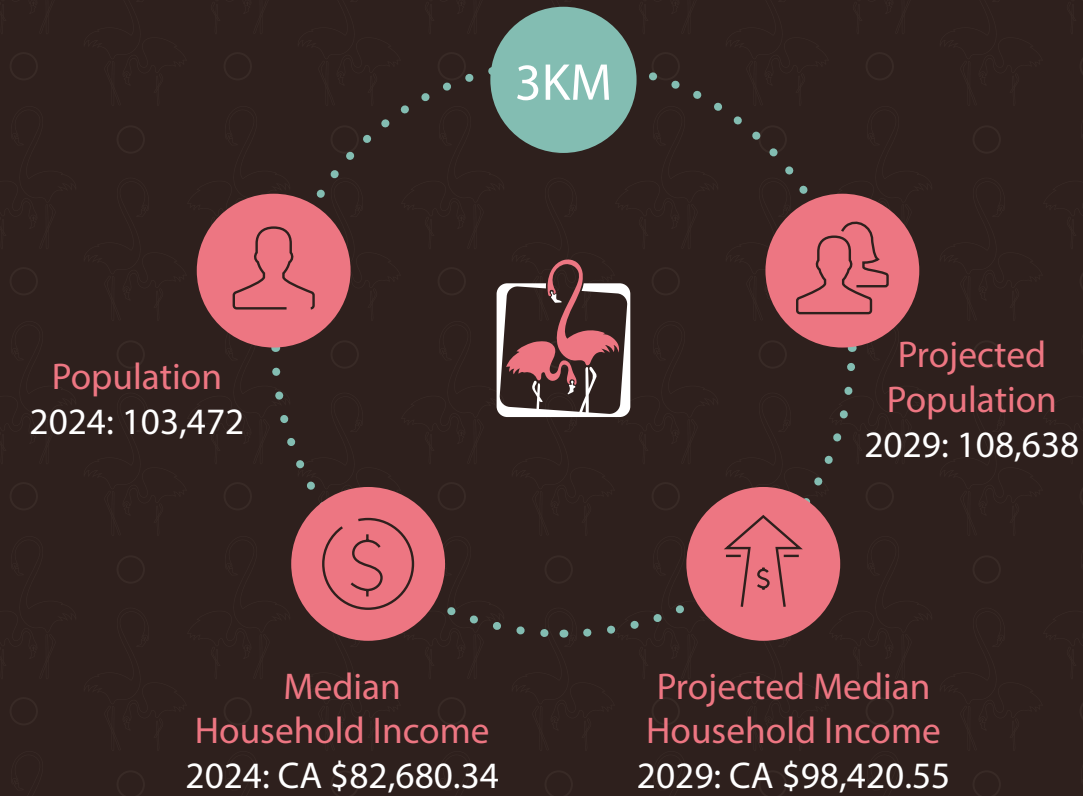 3KM
Population
2024: 103,472
Projected
Population
2029: 108,638
$
$
Median
Household Income
2024: CA $82,680.34
Projected Median
Household Income
2029: CA $98,420.55